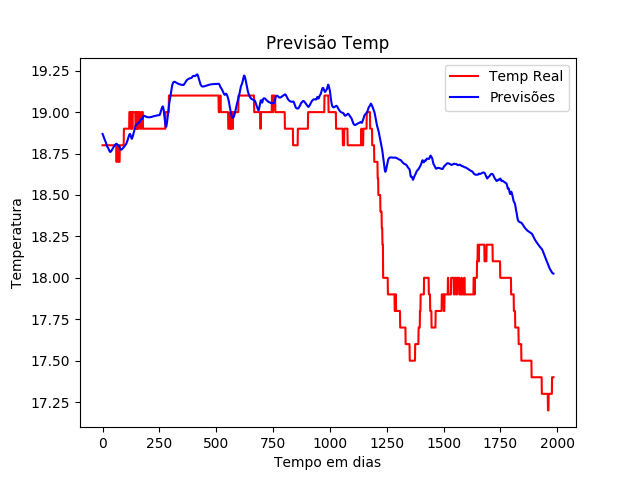 Previsão Temp
Temp Real
Previsões
Temperatura
19.25
19.00
18.75
18.50
18.25
18.00
17.75
17.50
17.25
0 250 500 750 1000 1250 1500 1750 2000
Tempo em dias